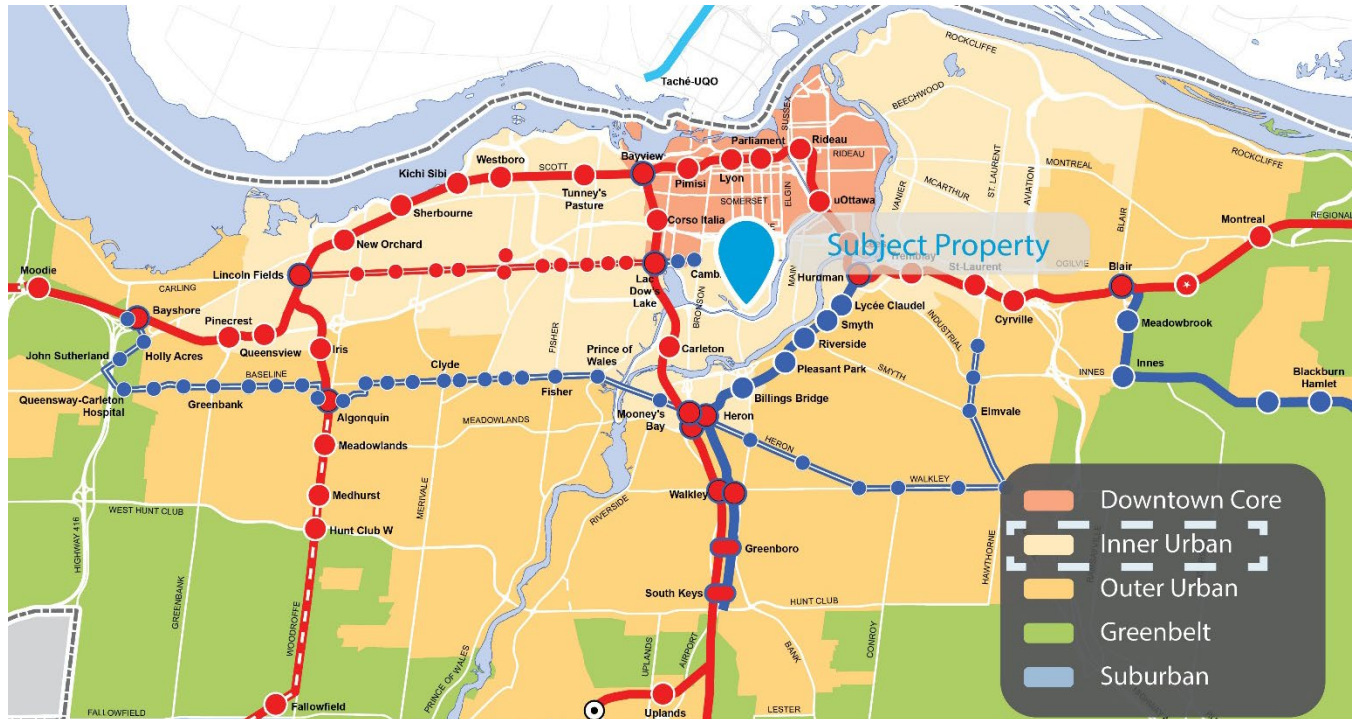 Taché-UQO
ROCKCLIFFE
BEECHWOOD
SUSSEX
Parliament
Rideau
RIDEAU
Westboro
Kichi Sibi
SCOTT
Bayview
Tunney's
Pasture
Pimisi
Lyon
ELGIN
SOMERSET
uOttawa
VANIER
MCARTHUR
ST. LAURENT
AVIATION
MONTREAL
ROCKCLIFFE
BLAIR
Montreal
REGIONAL
Sherbourne
Corso Italia
New Orchard
Subject Property
Moodie
CARLING
Lincoln Fields
Lac
Dow's
Lake
Camb.
BRONSON
MAIN
Hurdman
Tremblay
St-Laurent
OGILVIE
Blair
Cyrville
Bayshore
Pinecrest
Queensview
Iris
FISHER
Lycée Claudel
Smyth
INDUSTRIAL
Meadowbrook
John Sutherland
Holly Acres
BASELINE
Clyde
Prince of
Wales
Carleton
Riverside
Pleasant Park
SMYTH
INNES
Innes
Blackburn
Hamlet
Queensway-Carleton
Hospital
Greenbank
Algonquin
Fisher
Billings Bridge
Elmvale
Mooney's
Bay
Heron
MEADOWLANDS
Meadowlands
HERON
WALKLEY
Medhurst
Walkley
WEST HUNT CLUB
Hunt Club W
MERIVALE
RIVERSIDE
HIGHWAY 416
GREENBANK
WOODROFFE
Greenboro
HAWTHORNE
South Keys
HUNT CLUB
PRINCE OF WALES
UPLANDS
AIRPORT
BANK
CONROY
FALLOWFIELD
Fallowfield
Uplands
LESTER
Downtown Core
Inner Urban
Outer Urban
Greenbelt
Suburban